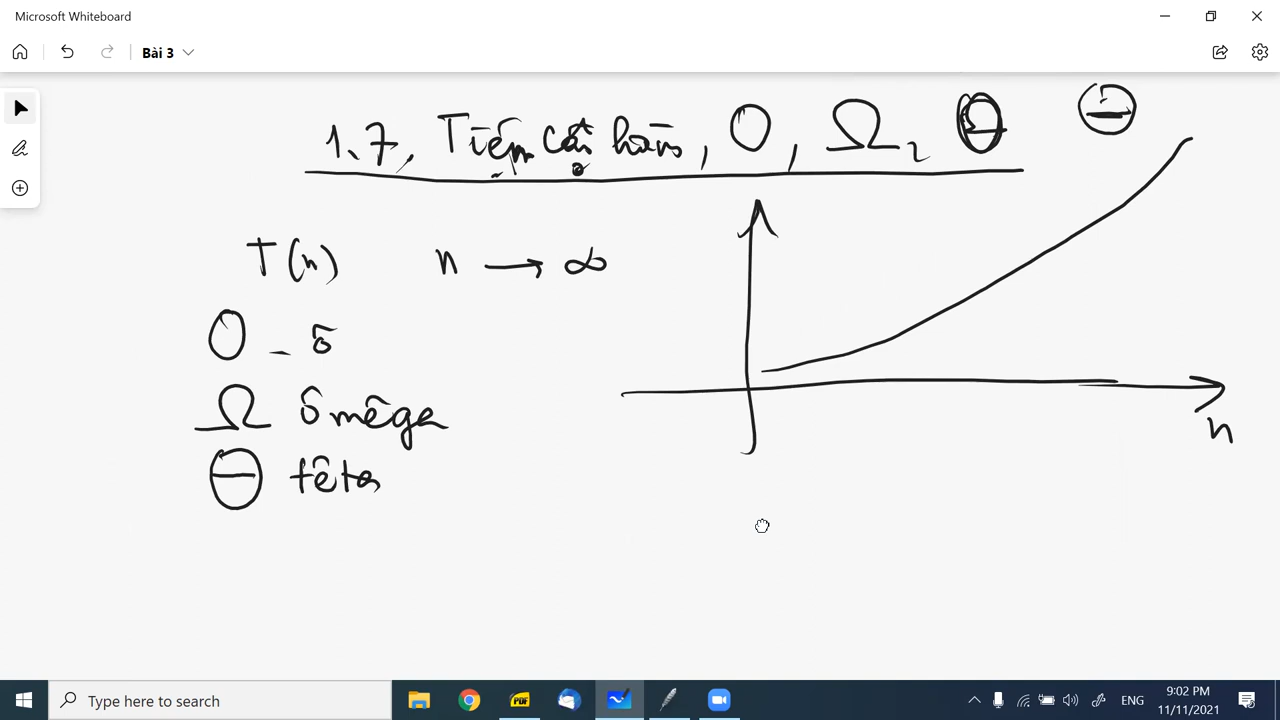 Microsoft Whiteboard
Bài 3
1.7, Tiệm cận hàm, O, Ω, Θ
Θ
T(n) n → ∞
O - ô
Ω ômêga
Θ têta
n
Type here to search
PDF
ENG
9:02 PM
11/11/2021